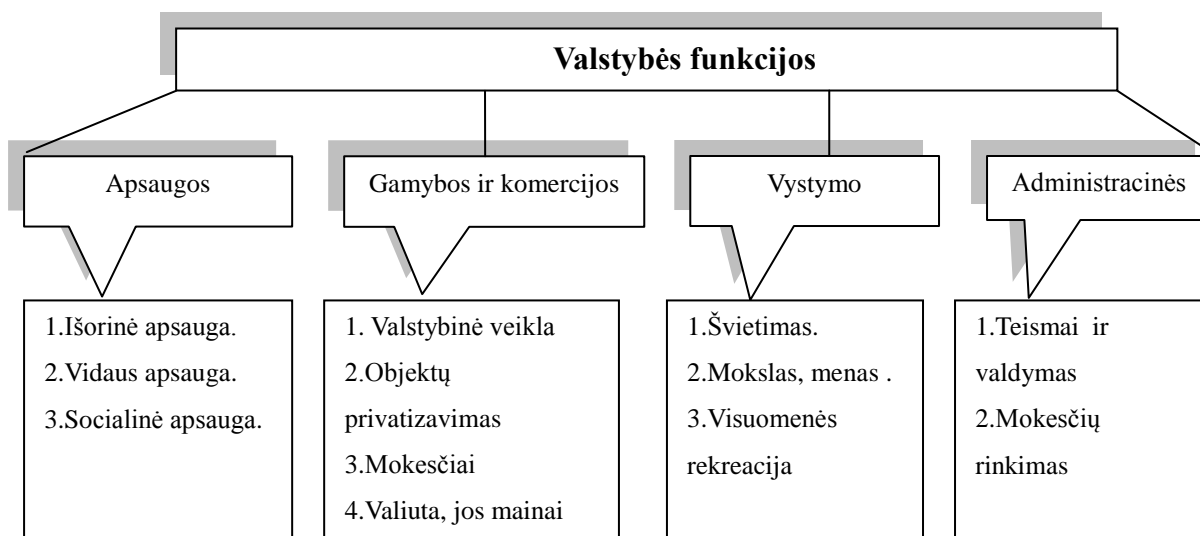 Valstybės funkcijos
Apsaugos
Gamybos ir komercijos
Vystymo
Administracinės
1.Išorinė apsauga.
2.Vidaus apsauga.
3.Socialinė apsauga.
1. Valstybinė veikla
2.Objektų
privatizavimas
3.Mokesčiai
4.Valiuta, jos mainai
1.Švietimas.
2.Mokslas, menas .
3.Visuomenės
rekreacija
1.Teismai ir
valdymas
2.Mokesčių
rinkimas